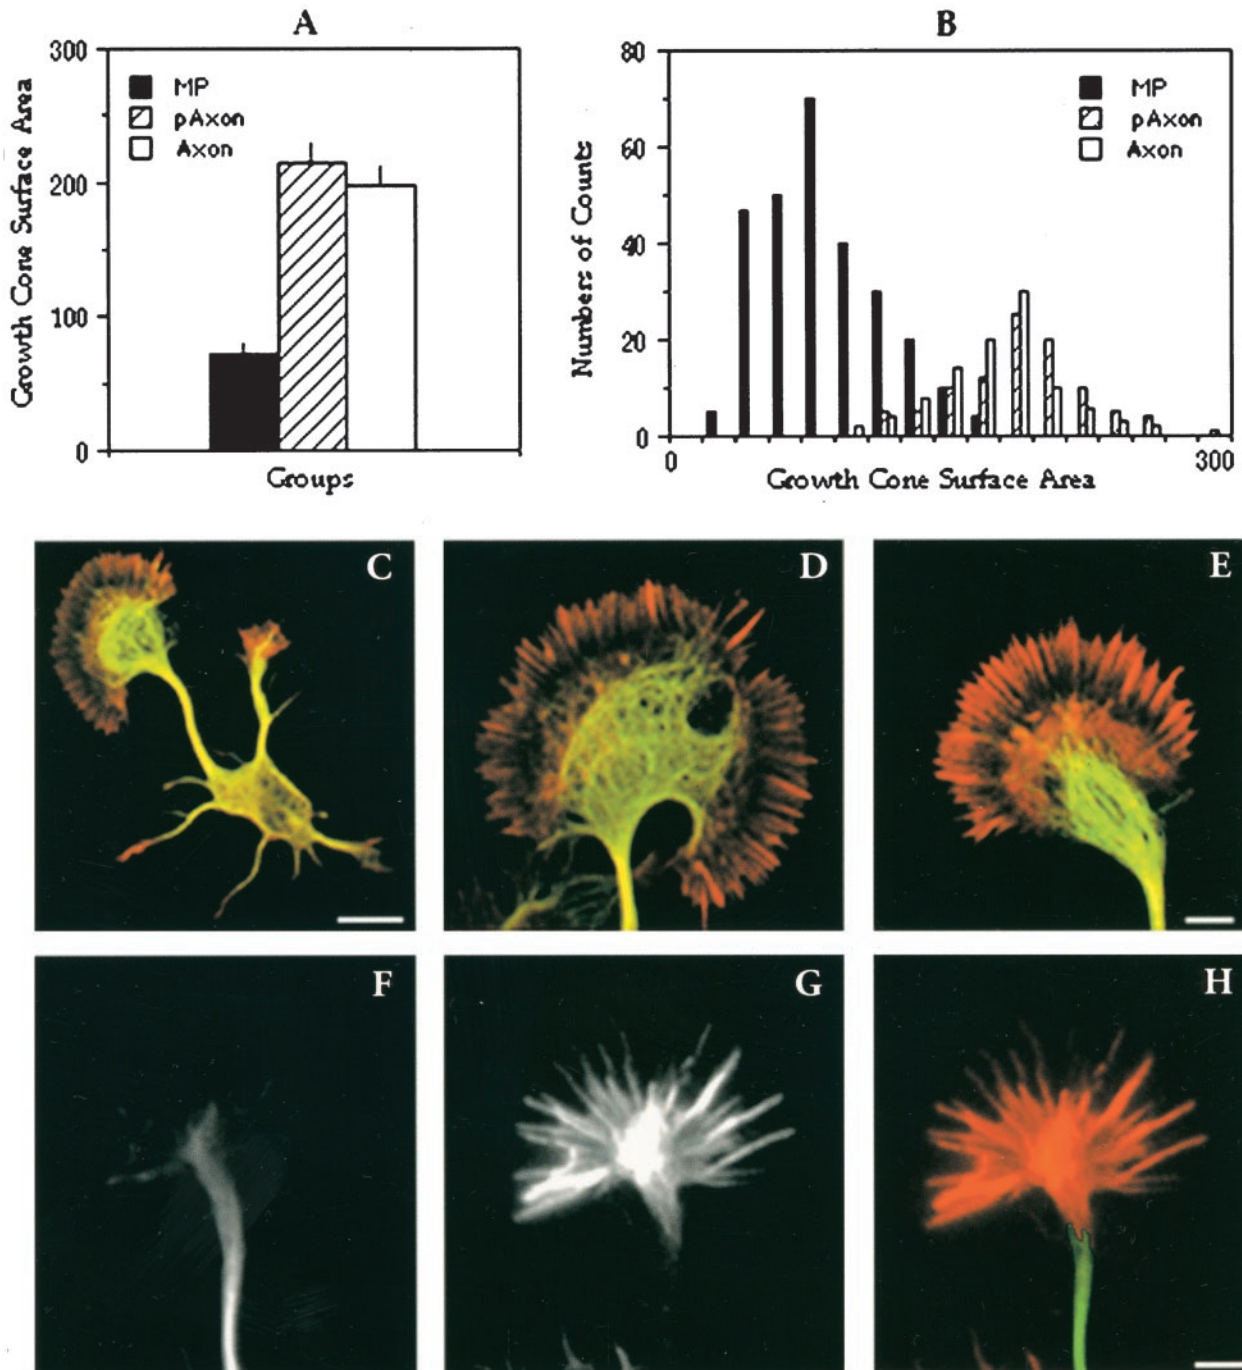 A
300
200
100
0
Growth Cone Surface Area
MP
pAxon
Axon
Groups
B
80
60
40
20
0
Numbers of Counts
MP
pAxon
Axon
0
300
Growth Cone Surface Area
C
D
E
F
G
H